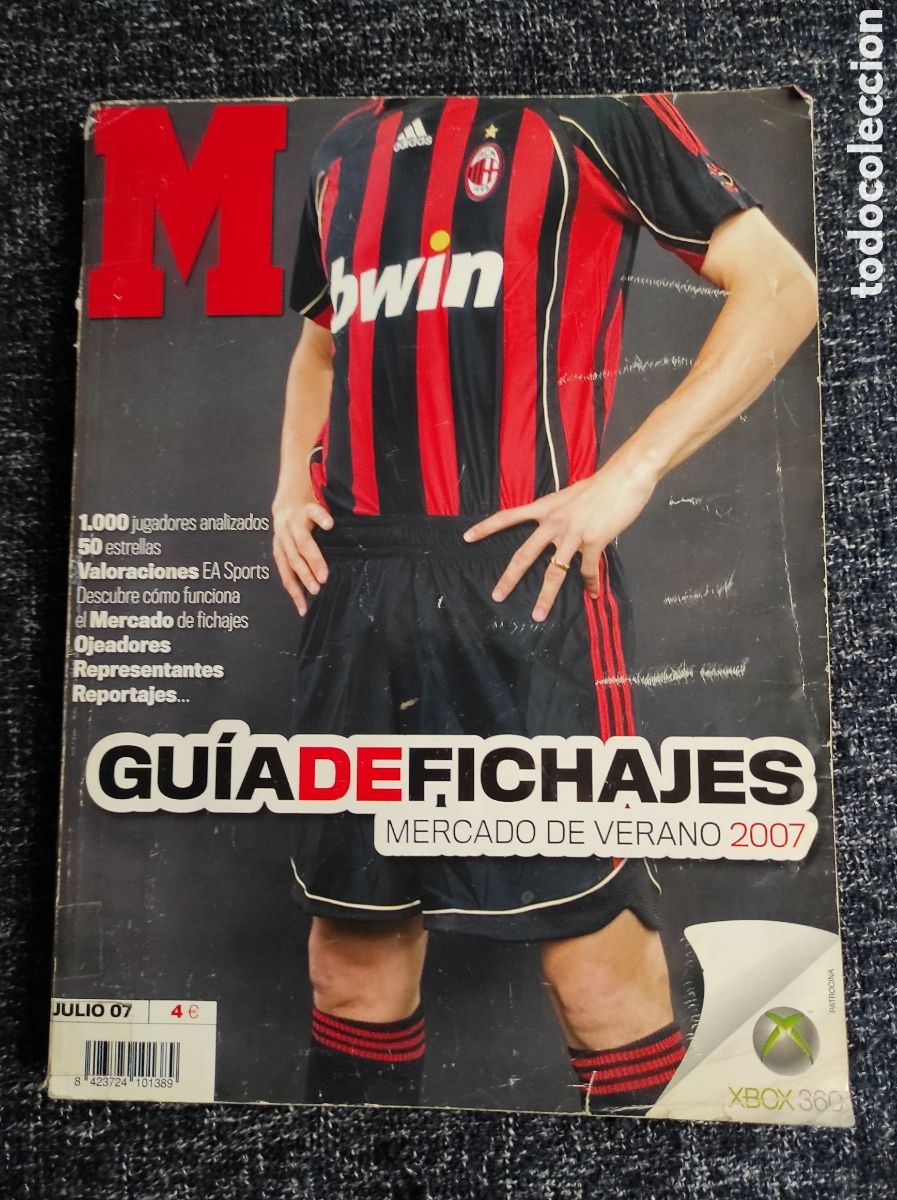 M
adidas
bwin
1899
1.000 jugadores analizados
50 estrellas
Valoraciones EA Sports
Descubre cómo funciona
el Mercado de fichajes
Ojeadores
Representantes
Reportajes...
GUÍADEFICHAJES
MERCADO DE VERANO 2007
JULIO 07 4 €
8 423724 101389
PATROCINA
XBOX 360
todocoleccion